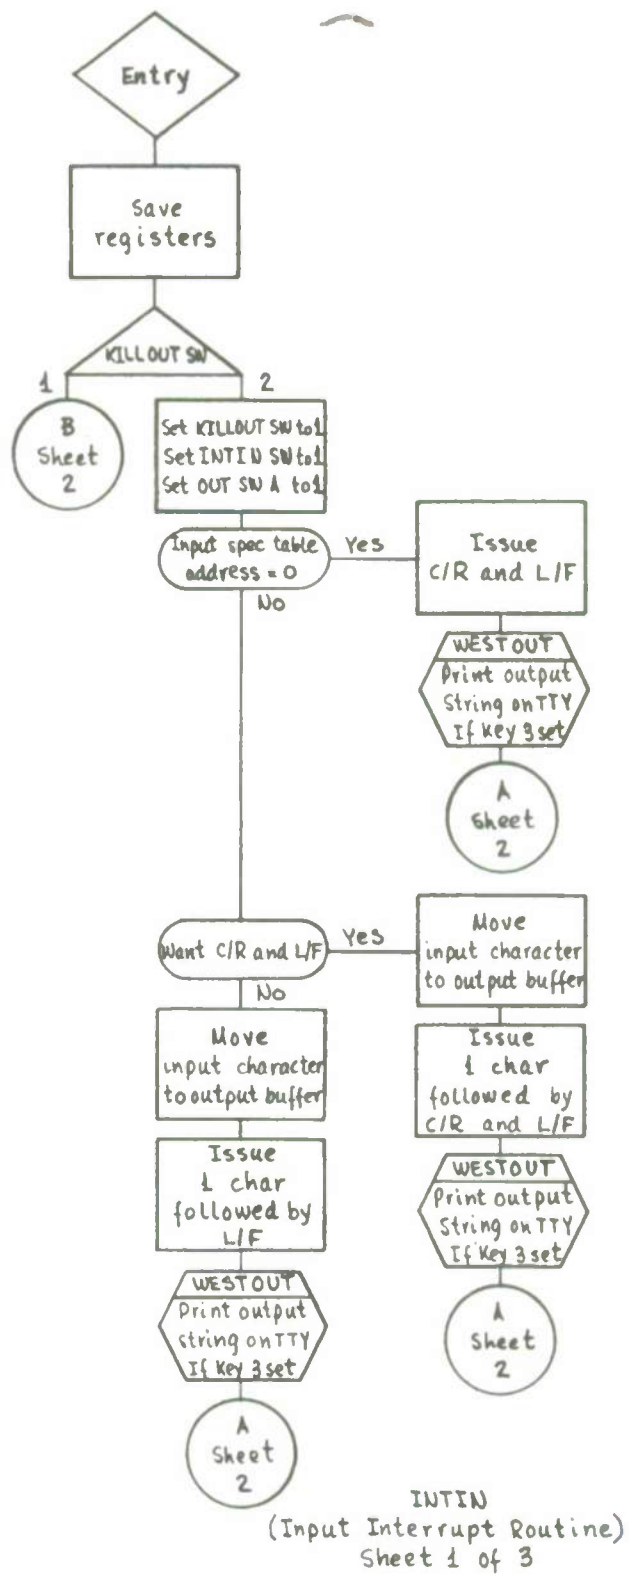 Entry
Save
registers
KILLOUT SW
1
2
B
Sheet
2
Set KILLOUT SW to 1
Set INTIN SW to 1
Set OUT SW A to 1
Input spec table
address = 0
Yes
No
Issue
C/R and L/F
WESTOUT
Print output
String on TTY
If Key 3 set
A
Sheet
2
Want C/R and L/F
Yes
No
Move
input character
to output buffer
Issue
1 char
followed by
C/R and L/F
WESTOUT
Print output
String on TTY
If Key 3 set
A
Sheet
2
Move
input character
to output buffer
Issue
1 char
followed by
L/F
WESTOUT
Print output
string on TTY
If Key 3 set
A
Sheet
2
INTIN
(Input Interrupt Routine)
Sheet 1 of 3